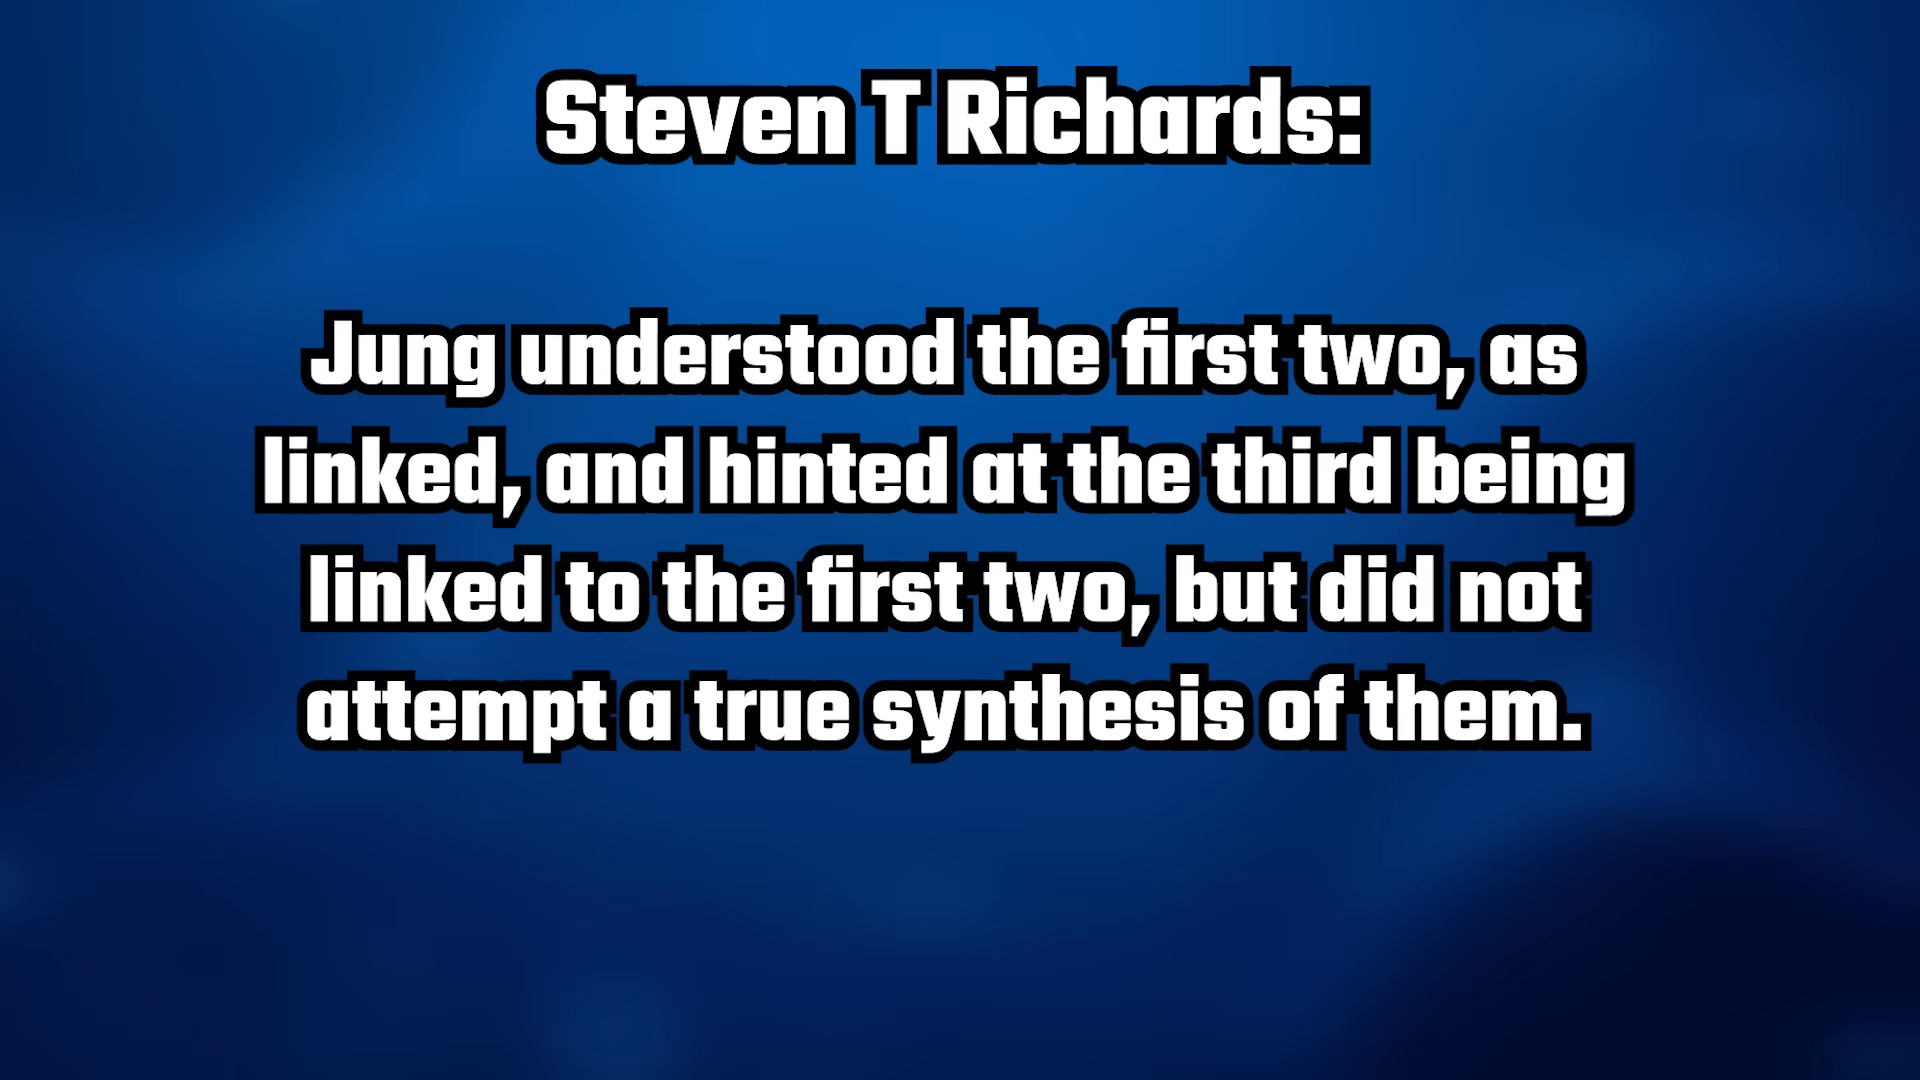 Steven T Richards:
Jung understood the first two, as
linked, and hinted at the third being
linked to the first two, but did not
attempt a true synthesis of them.